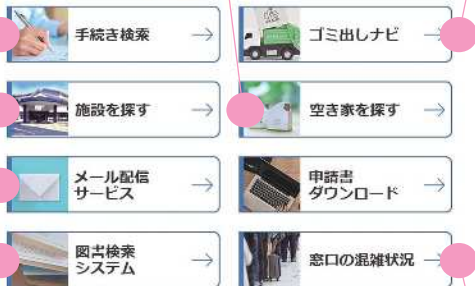 手続き検索
ゴミ出しナビ
施設を探す
空き家を探す
メール配信
サービス
申請書
ダウンロード
図書検索
システム
窓口の混雑状況